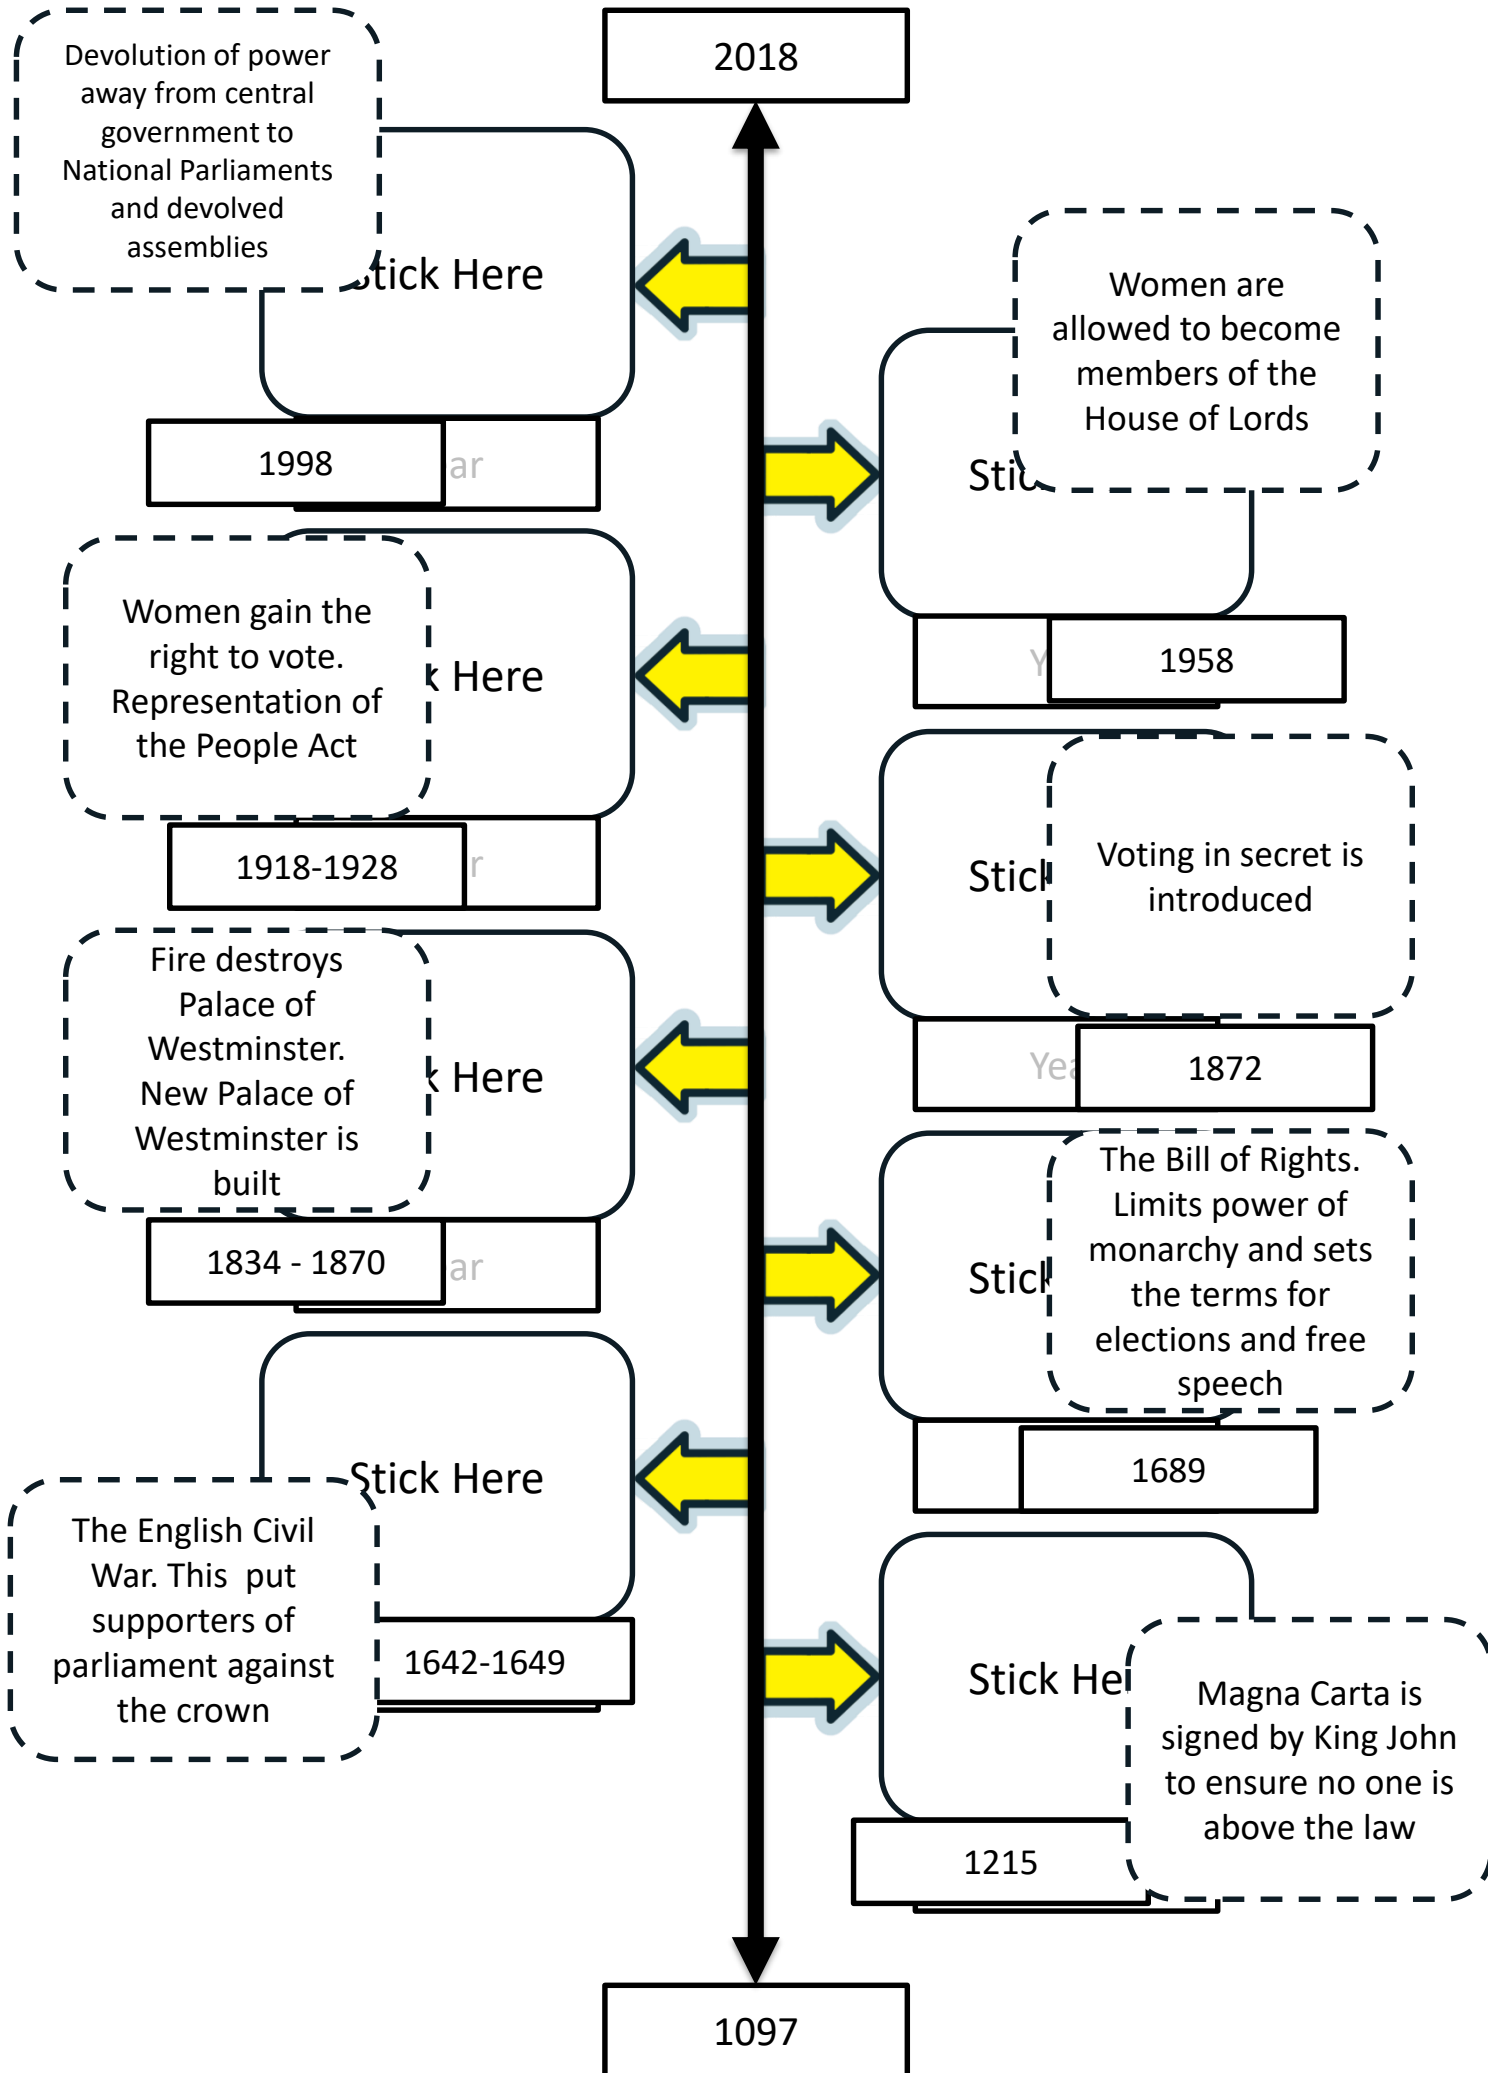 2018
Devolution of power
away from central
government to
National Parliaments
and devolved
assemblies
Stick Here
1998
ar
Women are
allowed to become
members of the
House of Lords
Stic
Y
1958
Women gain the
right to vote.
Representation of
the People Act
k Here
1918-1928
r
Voting in secret is
introduced
Stick
Yea
1872
Fire destroys
Palace of
Westminster.
New Palace of
Westminster is
built
k Here
1834 - 1870
ar
The Bill of Rights.
Limits power of
monarchy and sets
the terms for
elections and free
speech
Stick
1689
Stick Here
The English Civil
War. This put
supporters of
parliament against
the crown
1642-1649
Stick He
Magna Carta is
signed by King John
to ensure no one is
above the law
1215
1097